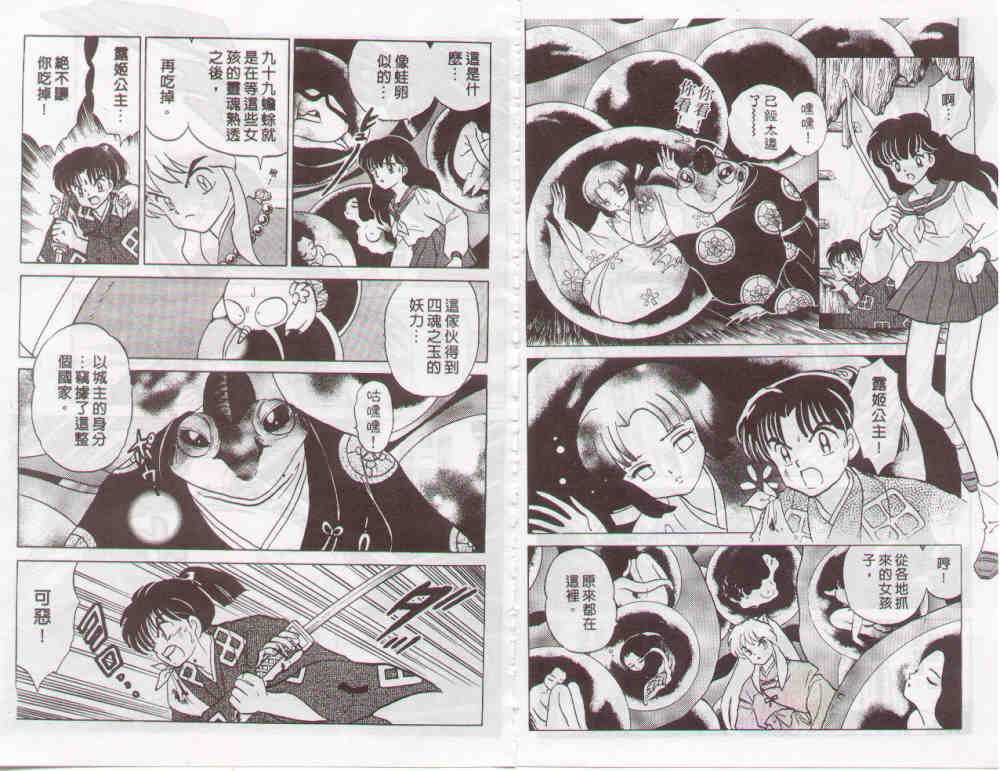 啊…
嘿嘿！
已經太遲
了～～～～
你看！
你看！
露姬公主！
哼！
從各地抓
來的女孩
子，
原來都在
這裡。
這是什
麼…
像蛙卵
似的…
九十九蟾蜍就
是在等這些女
孩的靈魂熟透
之後，
再吃掉。
露姬公主…
絕不讓
你吃掉！
這傢伙得到
四魂之玉的
妖力…
咕嘿！
以城主的身分
…竊據了這整
個國家。
可惡！